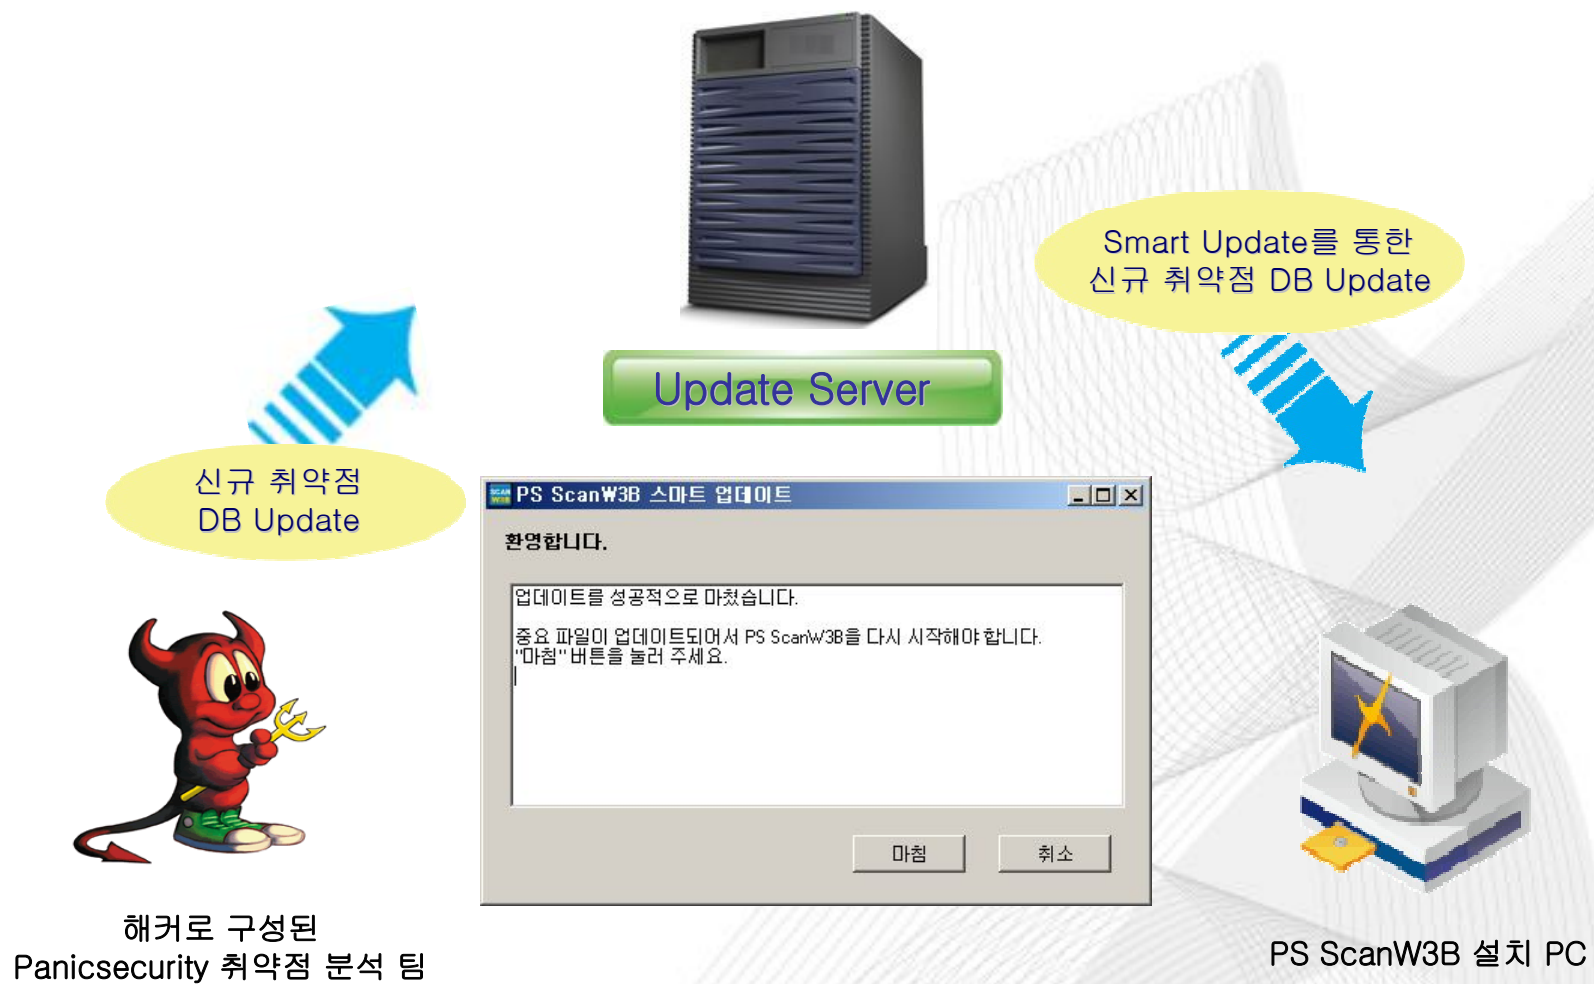 Smart Update를 통한
신규 취약점 DB Update
Update Server
신규 취약점
DB Update
SCAN
W3B
PS ScanW3B 스마트 업데이트
환영합니다.
업데이트를 성공적으로 마쳤습니다.
중요 파일이 업데이트되어서 PS ScanW3B을 다시 시작해야 합니다.
"마침" 버튼을 눌러 주세요.
마침
취소
해커로 구성된
Panicsecurity 취약점 분석 팀
PS ScanW3B 설치 PC